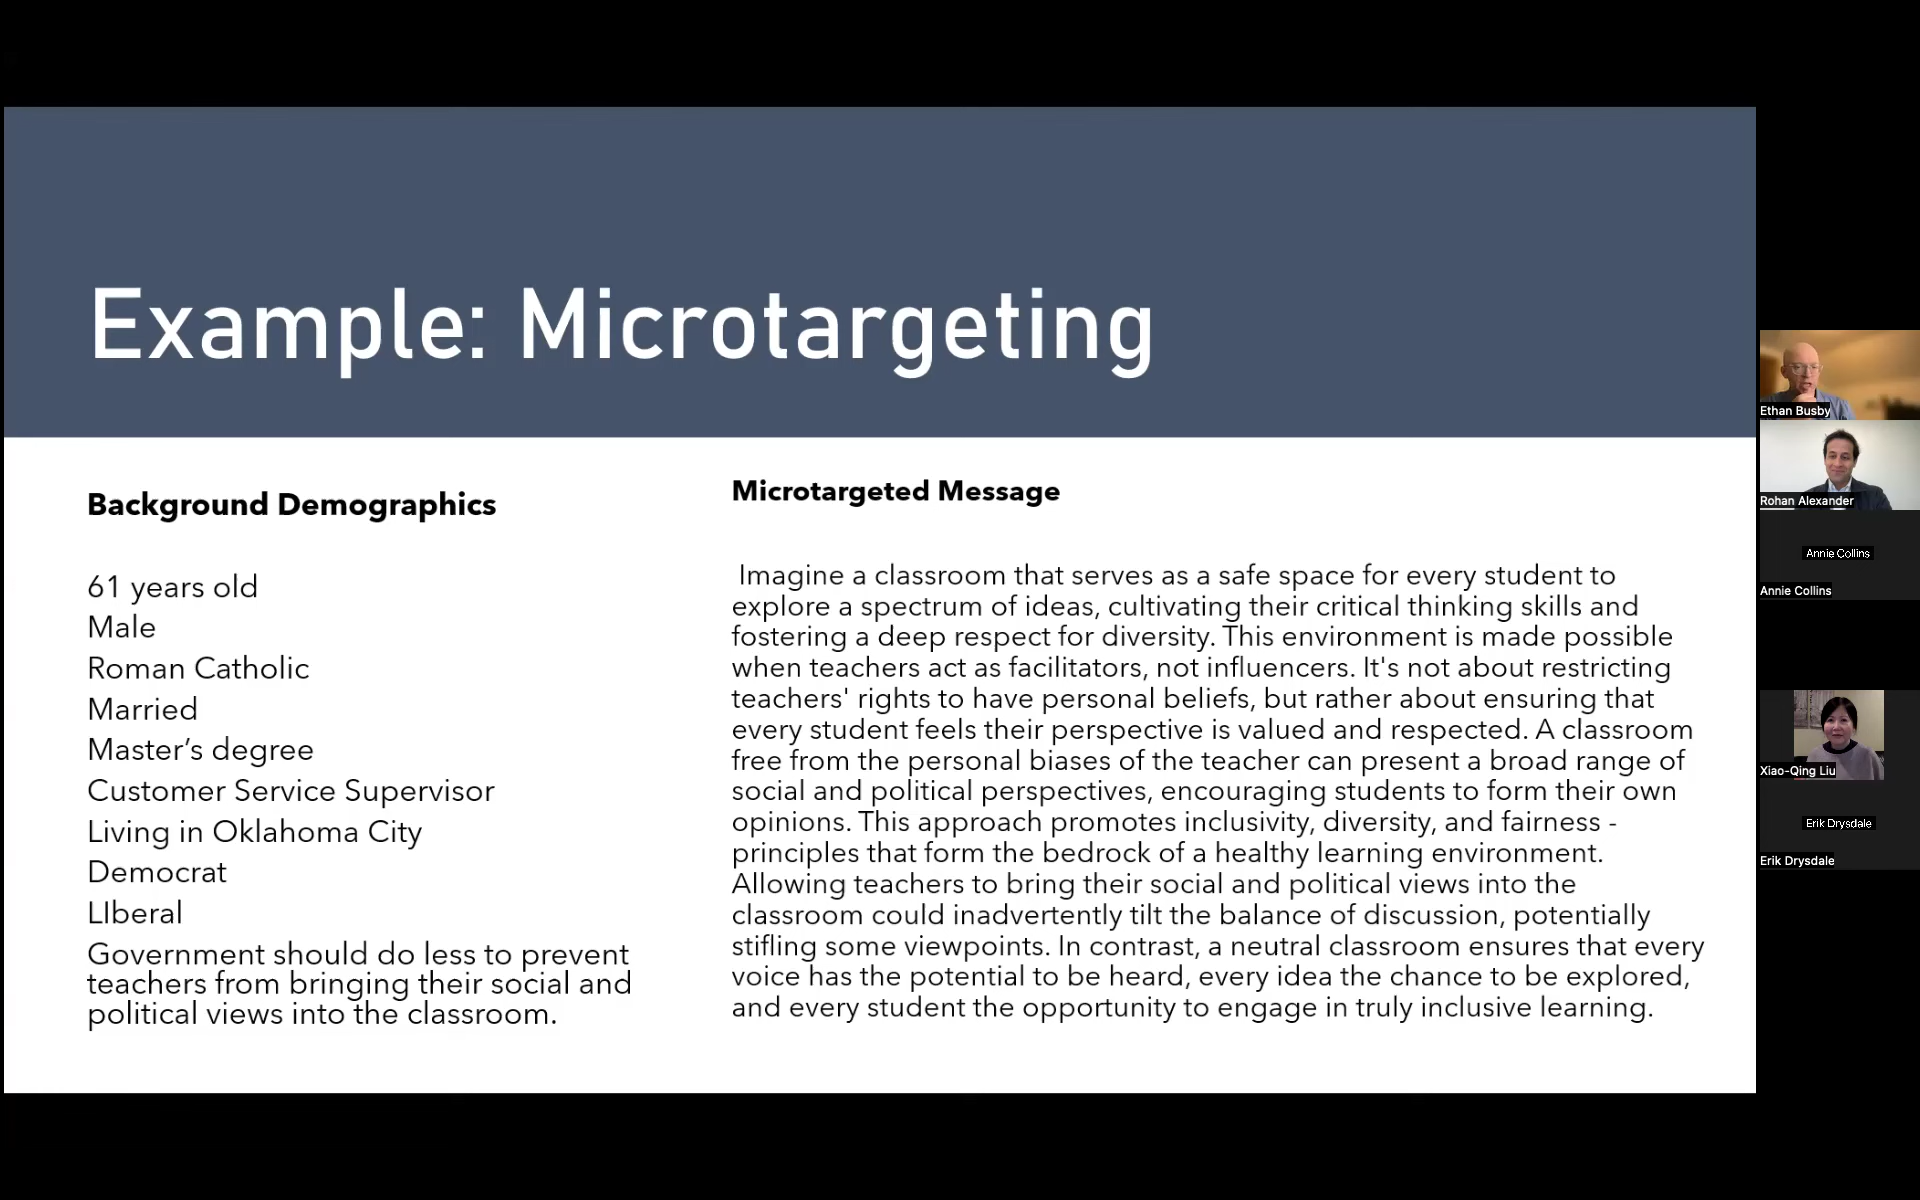 Example: Microtargeting
Background Demographics
61 years old
Male
Roman Catholic
Married
Master’s degree
Customer Service Supervisor
Living in Oklahoma City
Democrat
LIberal
Government should do less to prevent
teachers from bringing their social and
political views into the classroom.
Microtargeted Message
Imagine a classroom that serves as a safe space for every student to
explore a spectrum of ideas, cultivating their critical thinking skills and
fostering a deep respect for diversity. This environment is made possible
when teachers act as facilitators, not influencers. It's not about restricting
teachers' rights to have personal beliefs, but rather about ensuring that
every student feels their perspective is valued and respected. A classroom
free from the personal biases of the teacher can present a broad range of
social and political perspectives, encouraging students to form their own
opinions. This approach promotes inclusivity, diversity, and fairness -
principles that form the bedrock of a healthy learning environment.
Allowing teachers to bring their social and political views into the
classroom could inadvertently tilt the balance of discussion, potentially
stifling some viewpoints. In contrast, a neutral classroom ensures that every
voice has the potential to be heard, every idea the chance to be explored,
and every student the opportunity to engage in truly inclusive learning.
Ethan Busby
Rohan Alexander
Annie Collins
Annie Collins
Xiao-Qing Liu
Erik Drysdale
Erik Drysdale